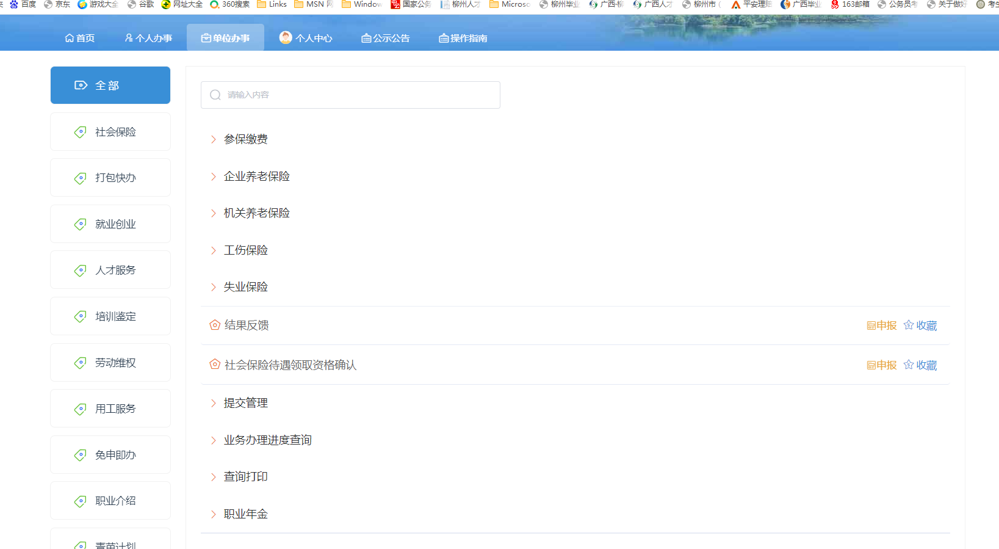 百度 京东 游戏大全 谷歌 网址大全 360搜索 Links MSN 网 Window 国家公务 柳州人才 Microso 柳州毕业 广西·柳 广西人才 柳州市 ( 平安理赔 广西毕业 163邮箱 公务员考 关于做好 考生
首页 个人办事 单位办事 个人中心 公示公告 操作指南
全部
社会保险
打包快办
就业创业
人才服务
培训鉴定
劳动维权
用工服务
免申即办
职业介绍
青苗计划
请输入内容
参保缴费
企业养老保险
机关养老保险
工伤保险
失业保险
结果反馈 申报 收藏
社会保险待遇领取资格确认 申报 收藏
提交管理
业务办理进度查询
查询打印
职业年金